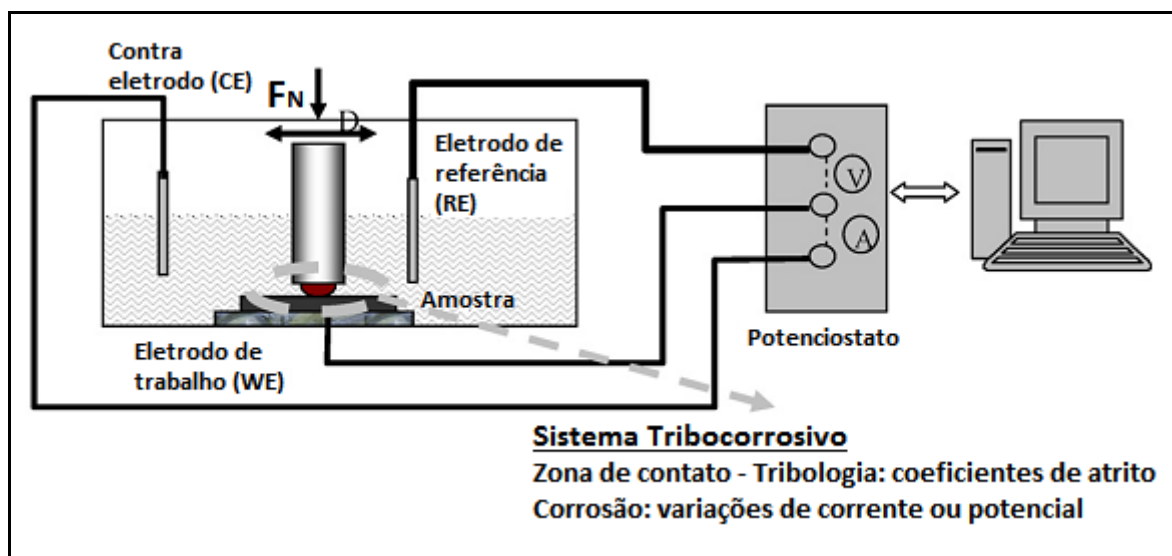 Contra
eletrodo (CE)
FN
D
Eletrodo de
referência
(RE)
V
A
Amostra
Potenciostato
Eletrodo de
trabalho (WE)
Sistema Tribocorrosivo
Zona de contato - Tribologia: coeficientes de atrito
Corrosão: variações de corrente ou potencial